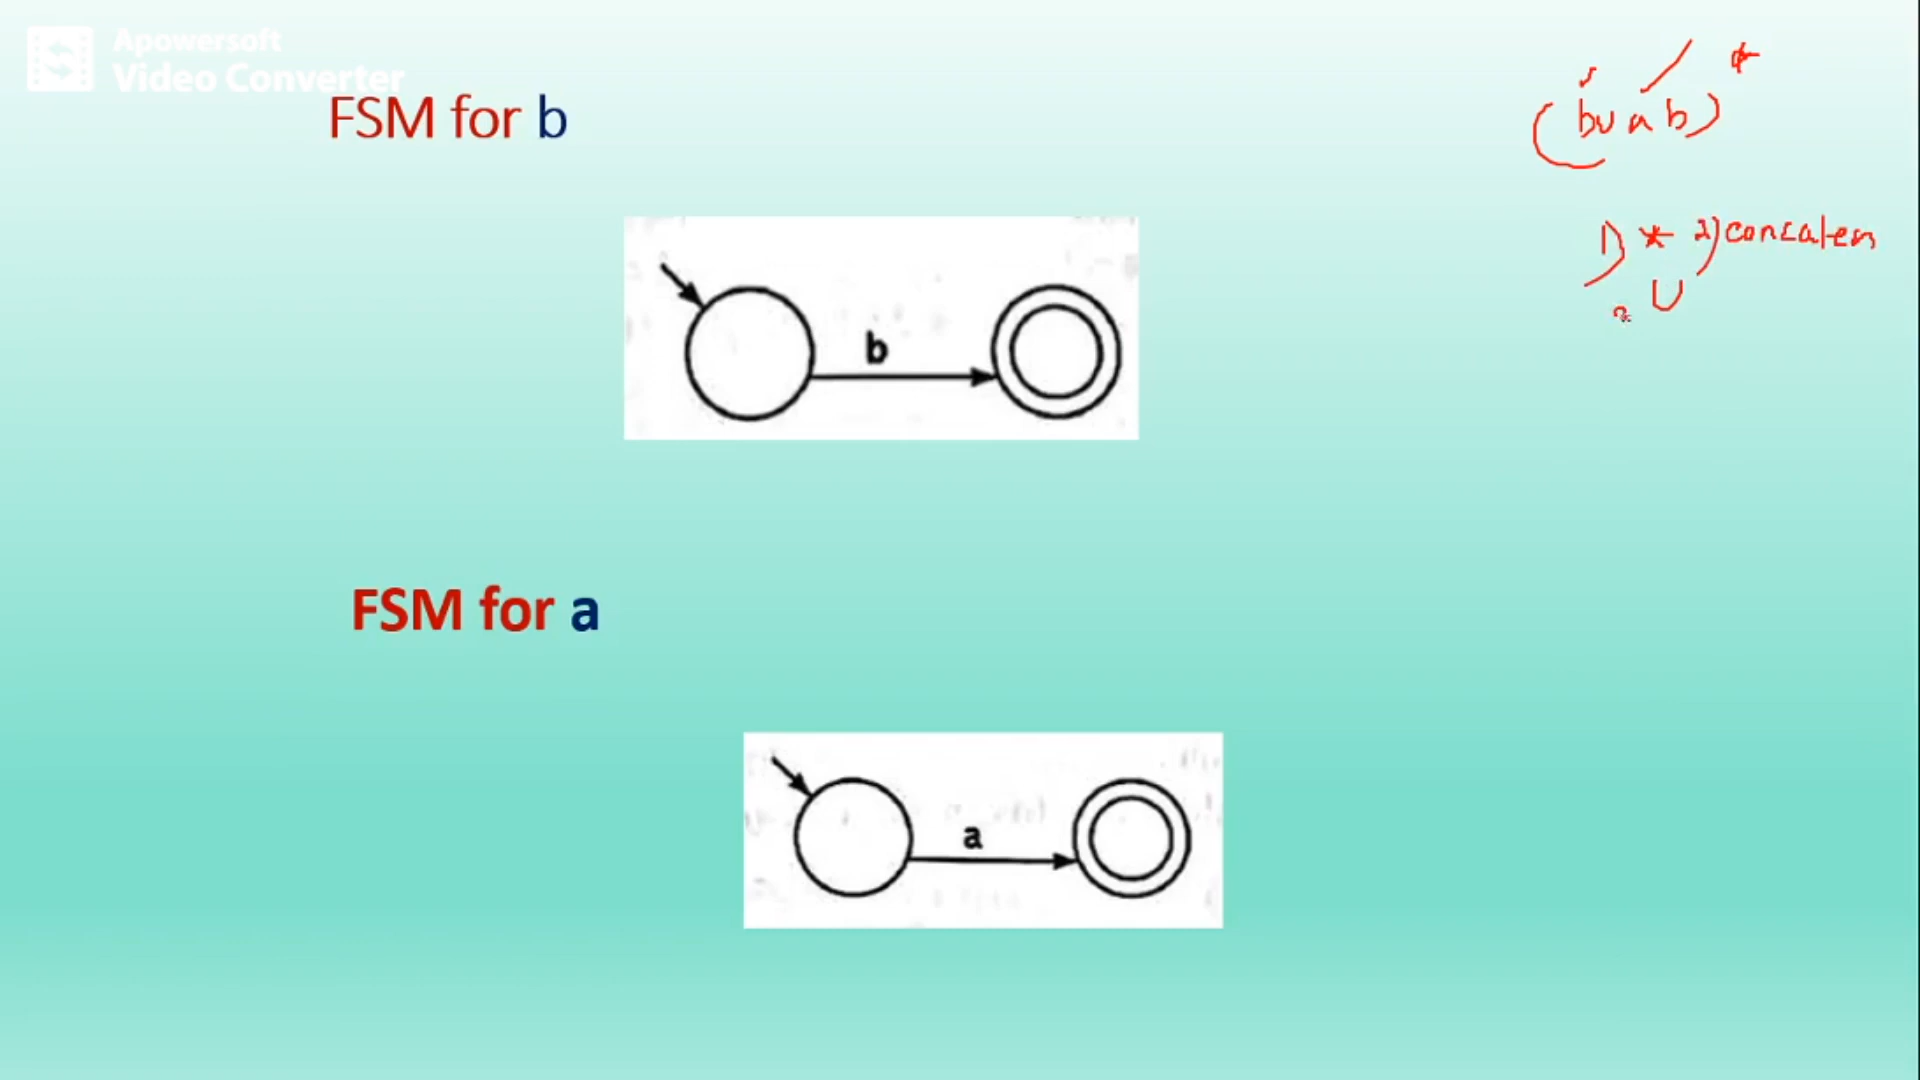 Apowersoft
Video Converter
FSM for b
(b∪ab)*
1) * 2) concaten
∪
b
FSM for a
a